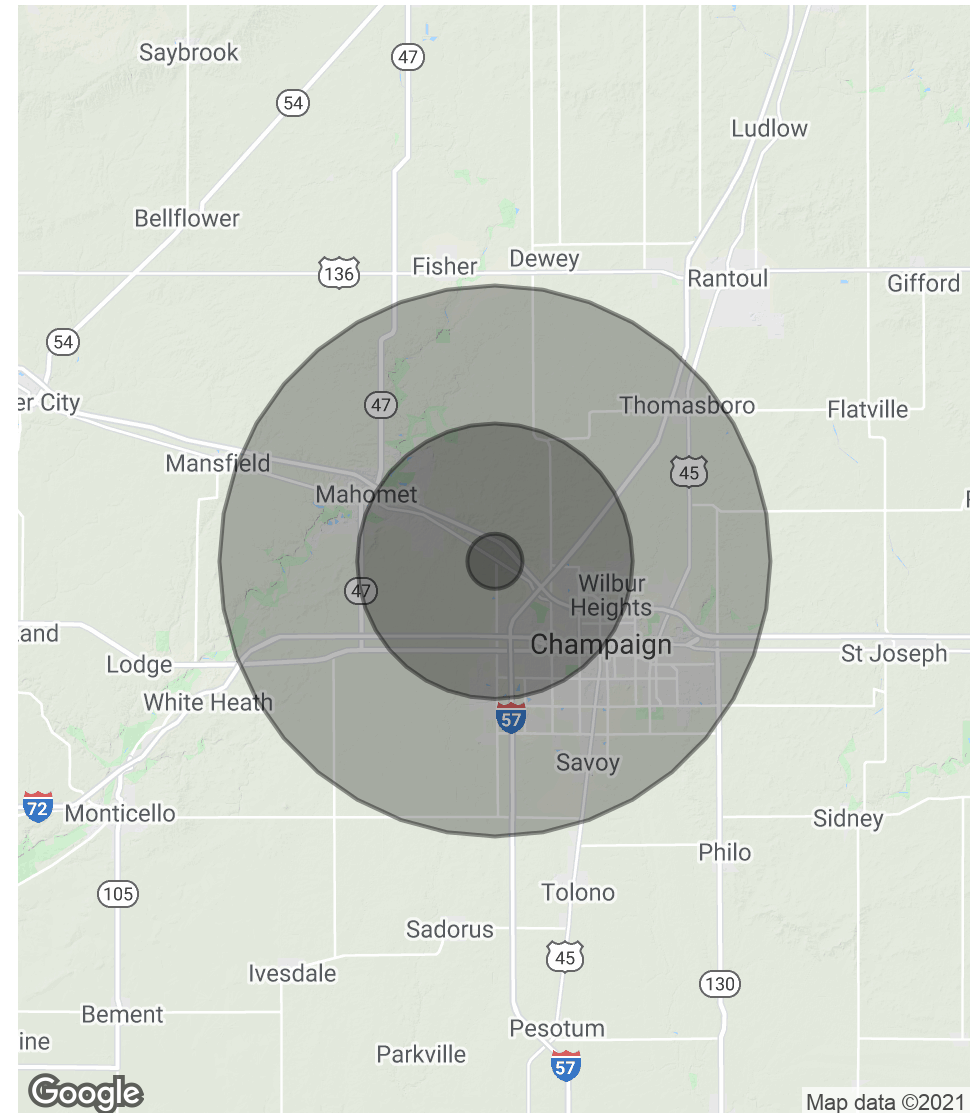 Saybrook
47
54
Ludlow
Bellflower
Dewey
Fisher
136
Rantoul
Gifford
54
er City
47
Thomasboro
Flatville
Mansfield
45
Mahomet
Wilbur
Heights
47
Champaign
Lodge
St Joseph
White Heath
57
Savoy
72
Monticello
Sidney
Philo
105
Tolono
Sadorus
45
Ivesdale
130
Bement
Pesotum
ine
Parkville
57
Google
Map data ©2021